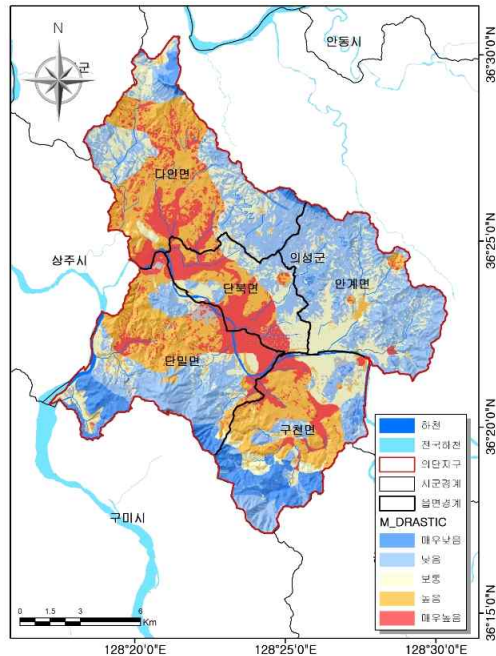 N
군
안동시
36°30'0"N
다인면
36°25'0"N
상주시
의성군
단북면
안계면
단밀면
36°20'0"N
구천면
구미시
하천
전국하천
의단지구
시군경계
읍면경계
M_DRASTIC
매우낮음
낮음
보통
높음
매우높음
0 1.5 3 6
Km
36°15'0"N
128°20'0"E 128°25'0"E 128°30'0"E